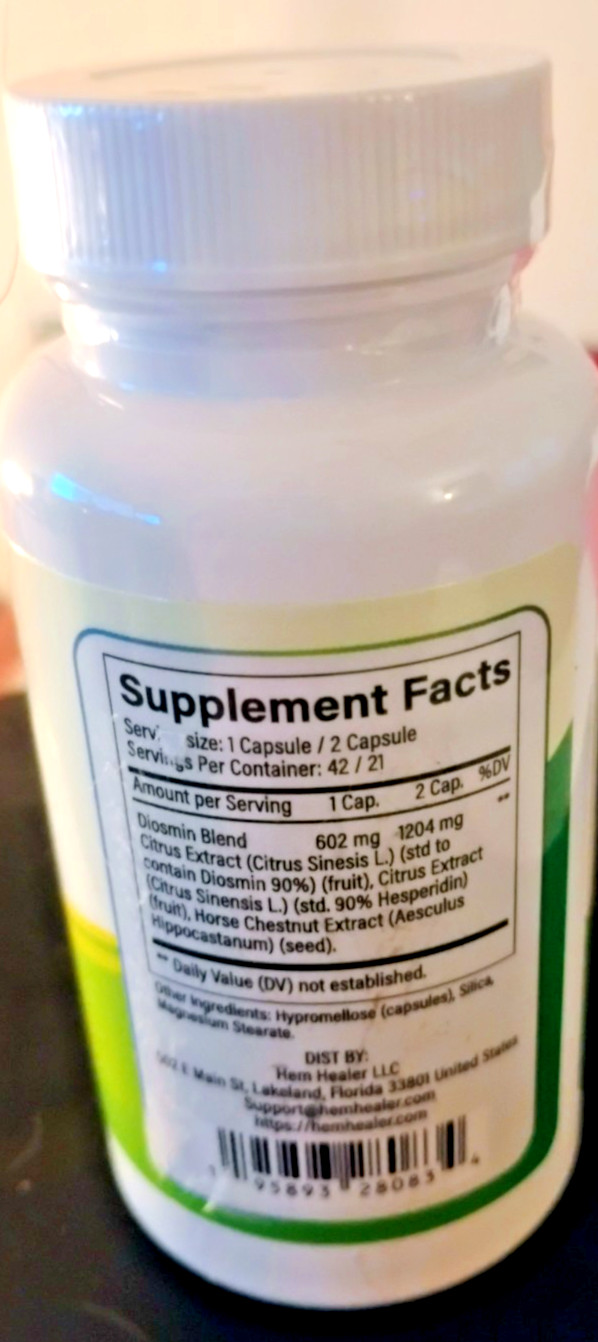 Supplement Facts
size: 1 Capsule / 2 Capsule
Servings Per Container: 42 / 21
Amount per Serving 1 Cap. 2 Cap. %DV
Diosmin Blend 602 mg 1204 mg **
Citrus Extract (Citrus Sinesis L.) (std to
contain Diosmin 90%) (fruit), Citrus Extract
(Citrus Sinensis L.) (std. 90% Hesperidin)
(fruit), Horse Chestnut Extract (Aesculus
Hippocastanum) (seed).
** Daily Value (DV) not established.
Other Ingredients: Hypromellose (capsules), Silica,
Magnesium Stearate.
DIST BY:
Hem Healer LLC
E Main St, Lakeland, Florida 33801 United States
Support@hemhealer.com
https://hemhealer.com
1 95893 28083 4